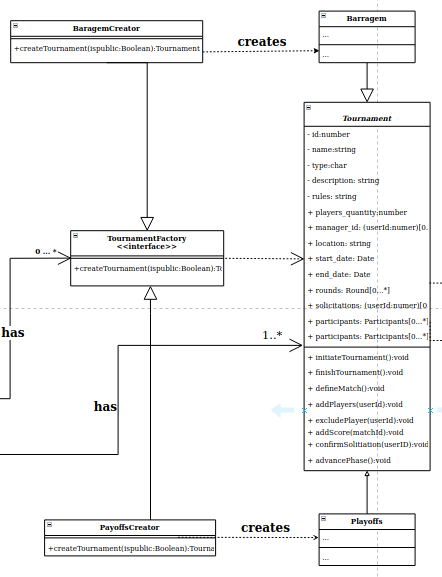 BaragemCreator
+createTournament(ispublic:Boolean):Tournament
creates
Barragem
...
...
Tournament
- id:number
- name:string
- type:char
- description: string
- rules: string
+ players_quantity:number
+ manager_id: (userId:numer)[0.
+ location: string
+ start_date: Date
+ end_date: Date
+ rounds: Round[0...*]
+ solicitations: (userId:numer)[0
+ participants: Participants[0...*]
+ participants: Participants[0...*]
+ initiateTournament():void
+ finishTournament():void
+ defineMatch():void
+ addPlayers(userId):void
+ excludePlayer(userId):void
+ addScore(matchId):void
+ confirmSolitiation(userID):void
+ advancePhase():void
TournamentFactory
<<interface>>
+createTournament(ispublic:Boolean):To
0 ... *
has
1..*
has
PayoffsCreator
+createTournament(ispublic:Boolean):Tourna
creates
Playoffs
...
...